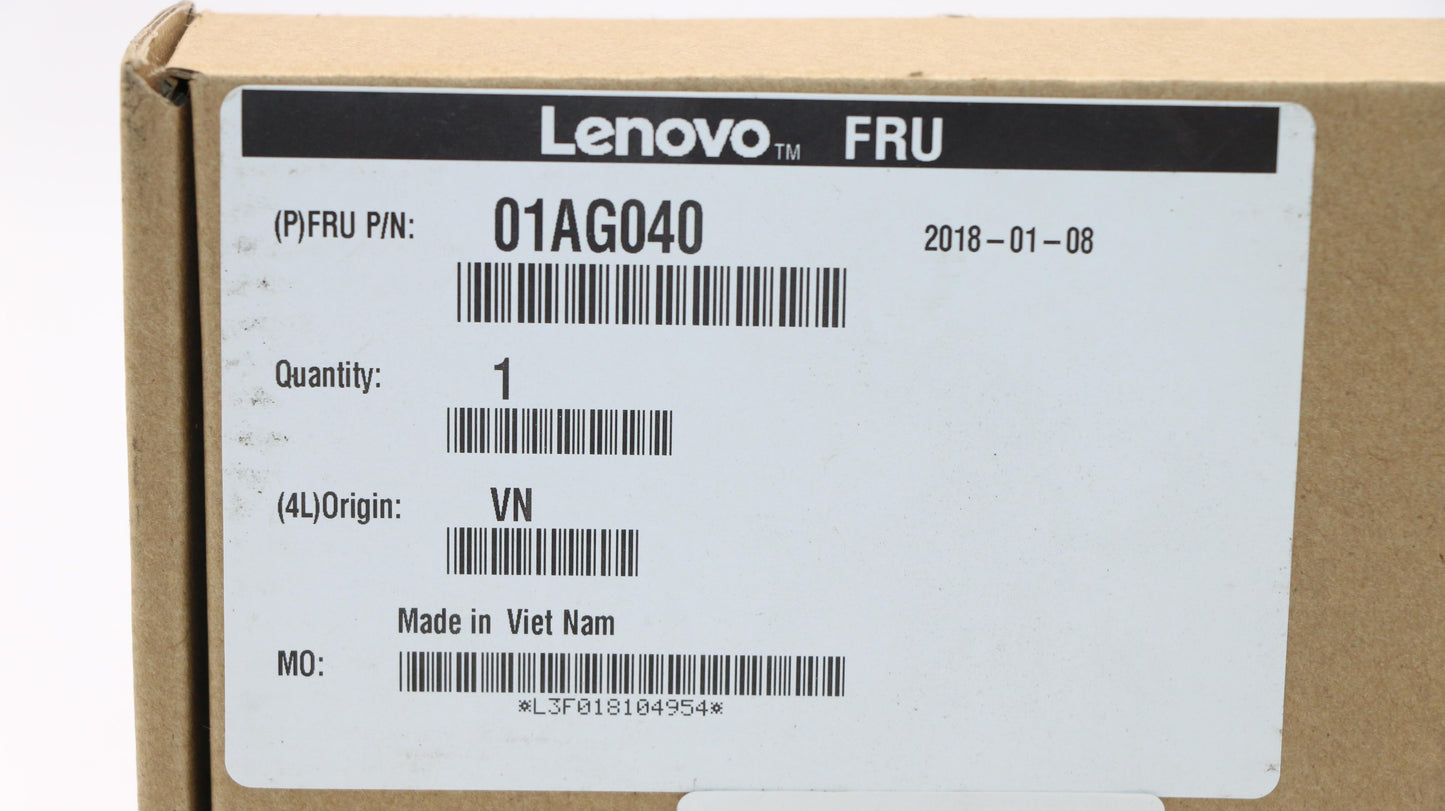 Lenovo™ FRU
(P)FRU P/N: 01AG040 2018-01-08
Quantity: 1
(4L)Origin: VN
Made in Viet Nam
MO:
*L3F018104954*